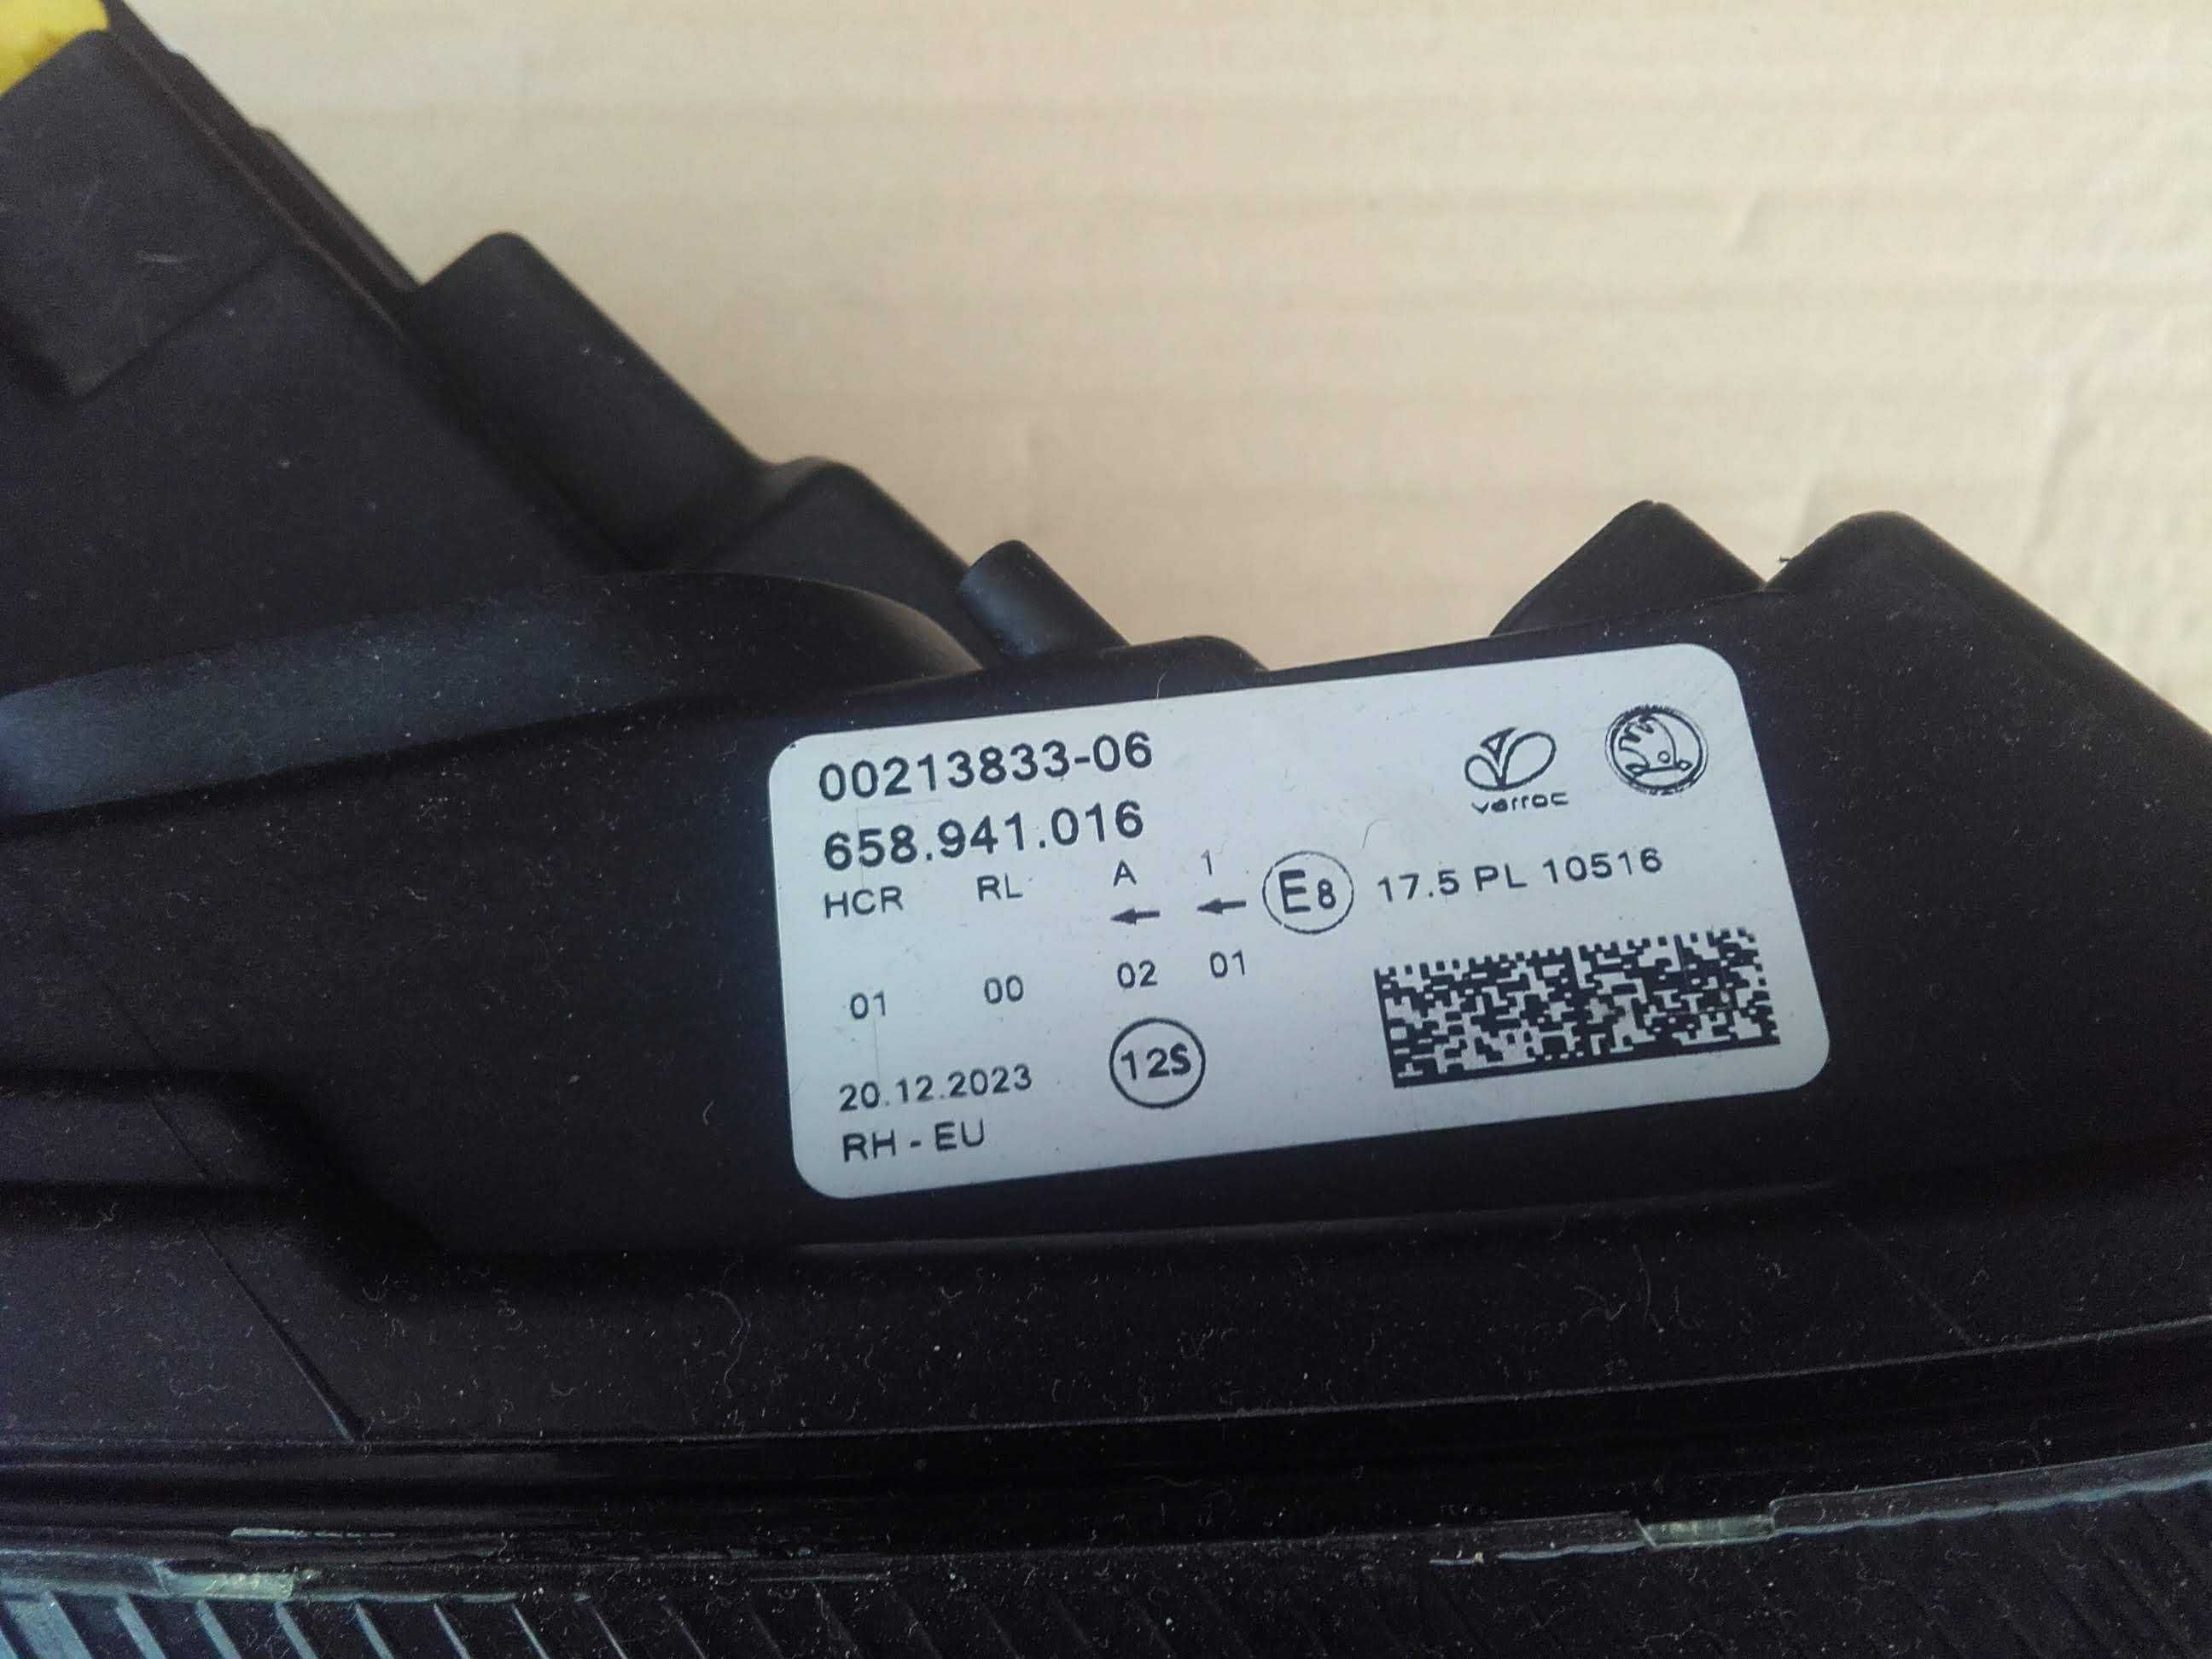 00213833-06
658.941.016
varroc
HCR RL A 1 E8 17.5 PL 10516
← ←
01 00 02 01
20.12.2023 12S
RH - EU